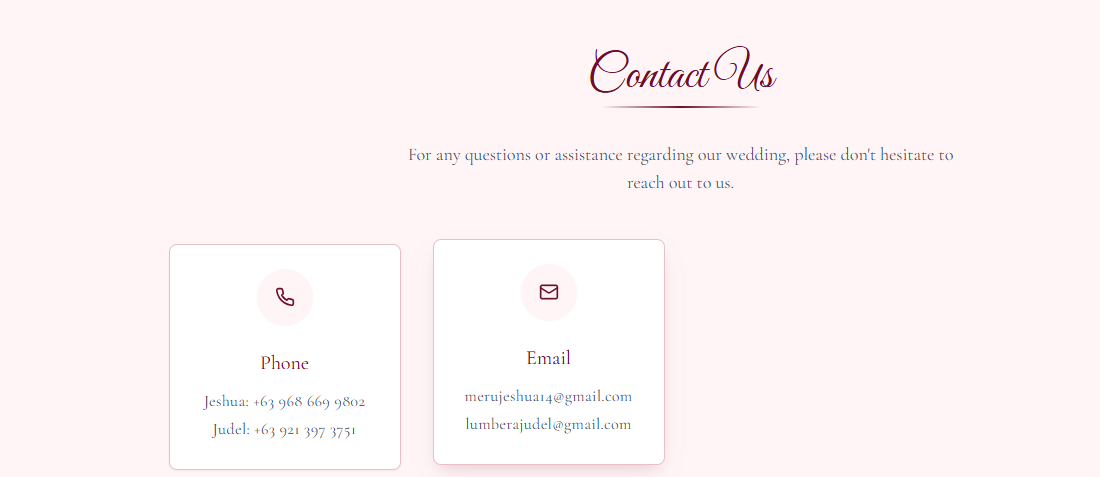 Contact Us
For any questions or assistance regarding our wedding, please don't hesitate to
reach out to us.
Phone
Jeshua: +63 968 669 9802
Judel: +63 921 397 3751
Email
merujeshua14@gmail.com
lumberajudel@gmail.com